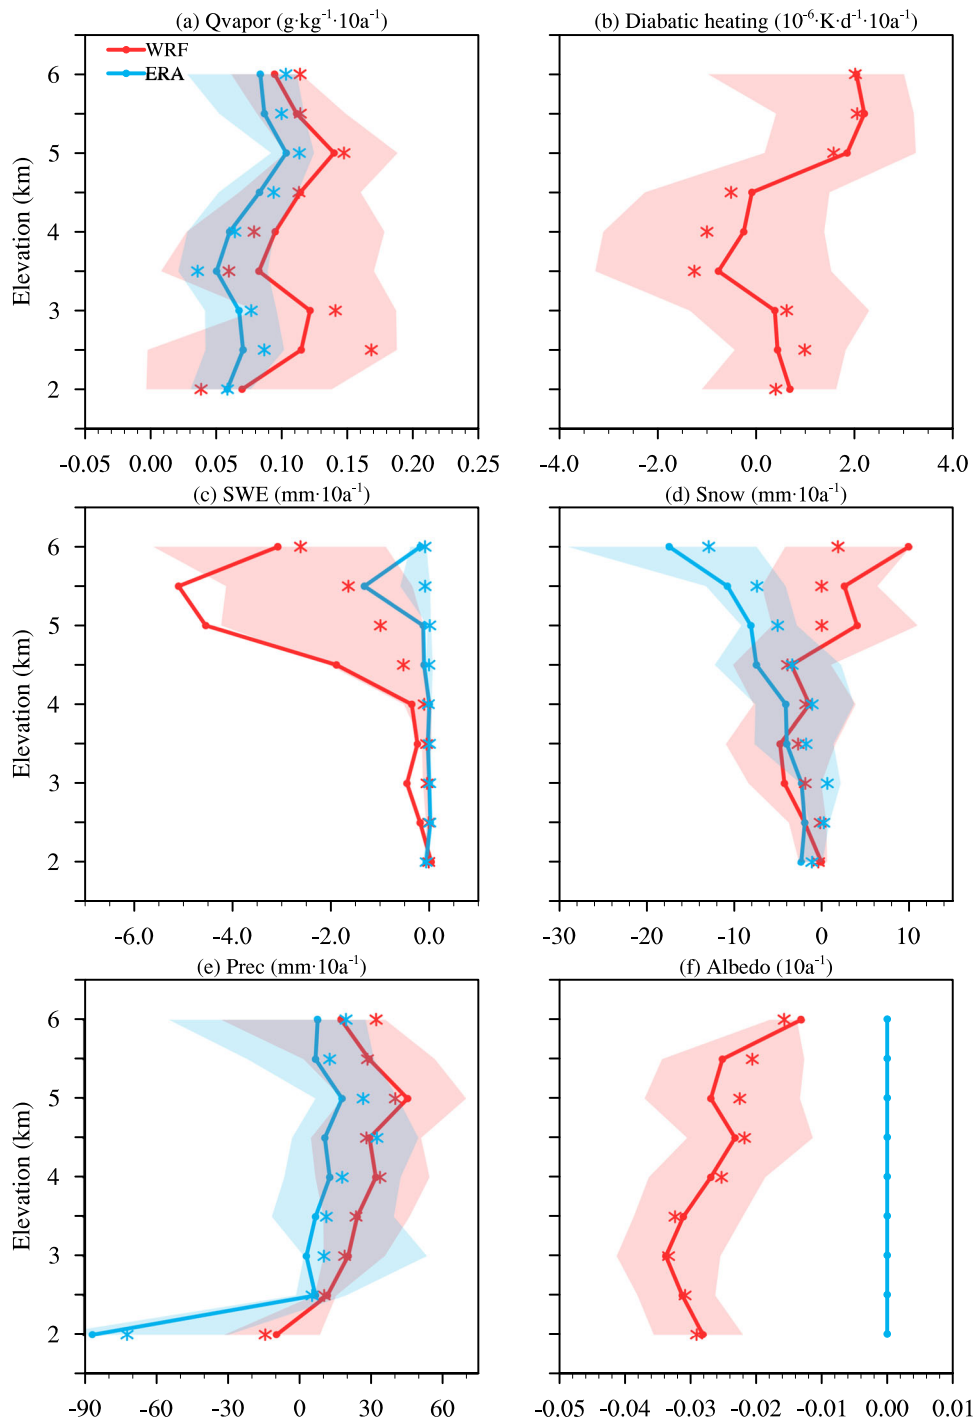 (a) Qvapor (g·kg⁻¹·10a⁻¹)
WRF
ERA
6
5
4
3
2
Elevation (km)
-0.05 0.00 0.05 0.10 0.15 0.20 0.25
(b) Diabatic heating (10⁻⁶·K·d⁻¹·10a⁻¹)
-4.0 -2.0 0.0 2.0 4.0
(c) SWE (mm·10a⁻¹)
6
5
4
3
2
Elevation (km)
-6.0 -4.0 -2.0 0.0
(d) Snow (mm·10a⁻¹)
-30 -20 -10 0 10
(e) Prec (mm·10a⁻¹)
6
5
4
3
2
Elevation (km)
-90 -60 -30 0 30 60
(f) Albedo (10a⁻¹)
-0.05 -0.04 -0.03 -0.02 -0.01 0.00 0.01